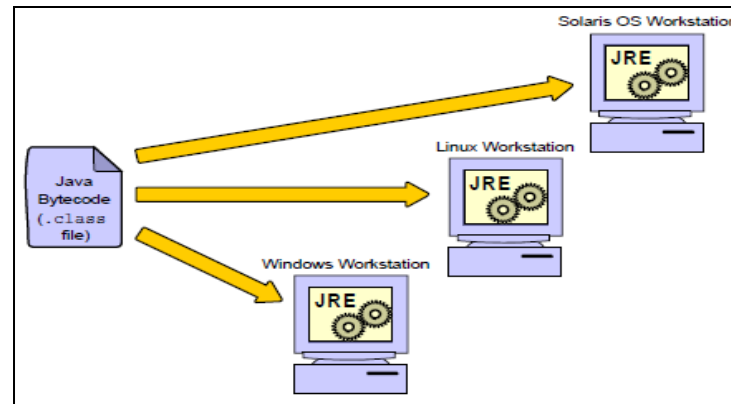 Solaris OS Workstation
JRE
Linux Workstation
JRE
Java
Bytecode
(.class
file)
Windows Workstation
JRE